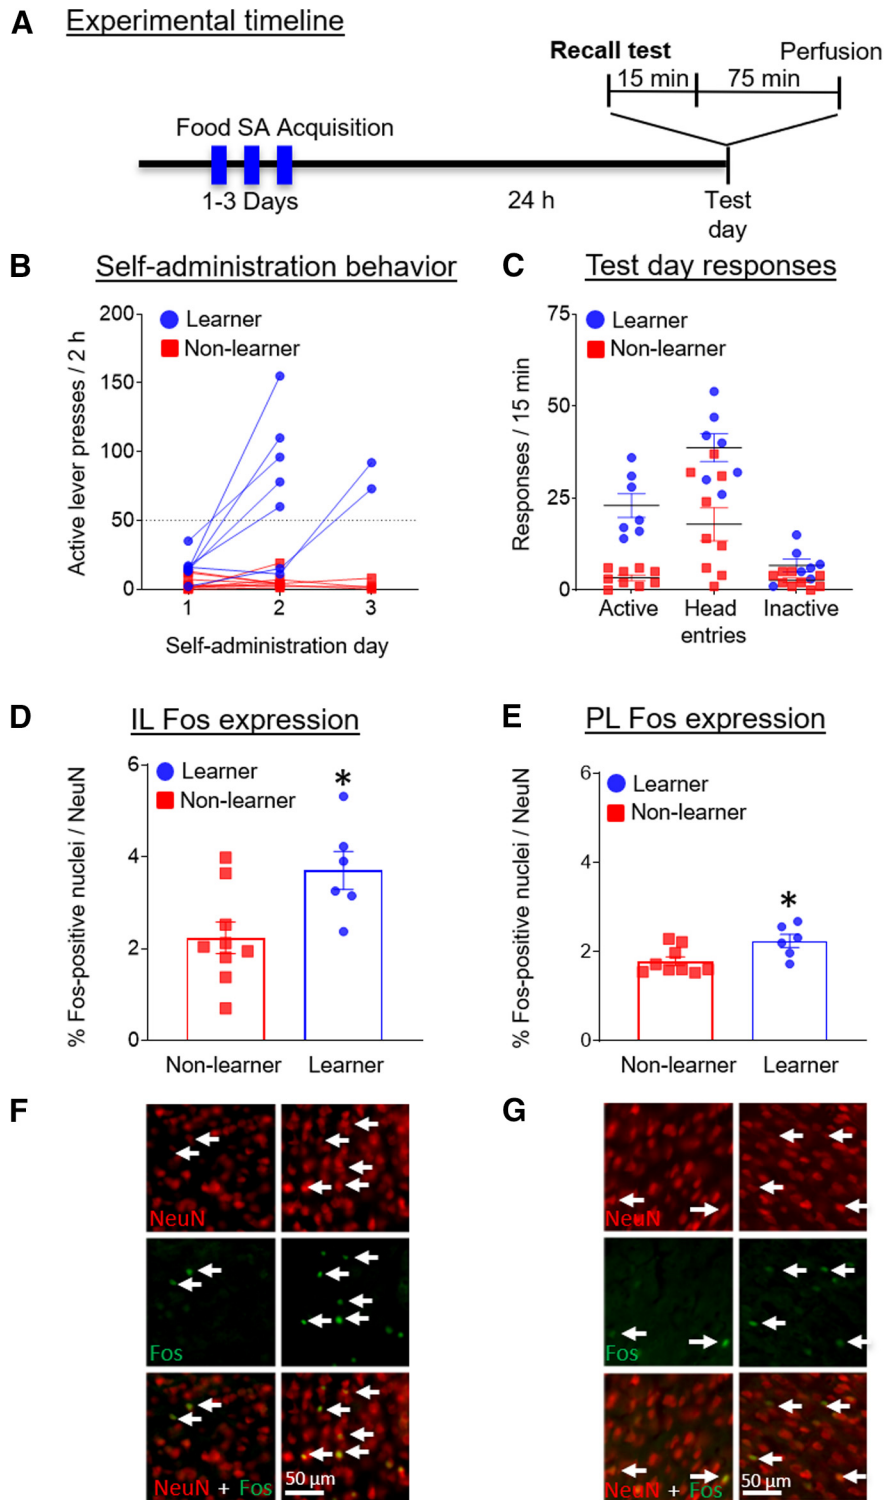 A Experimental timeline
Recall test Perfusion
15 min 75 min
Food SA Acquisition
1-3 Days 24 h Test
day
B Self-administration behavior
200
150
100
50
0
Active lever presses / 2 h
Learner
Non-learner
1 2 3
Self-administration day
C Test day responses
75
50
25
0
Responses / 15 min
Learner
Non-learner
Active Head Inactive
entries
D IL Fos expression
6
4
2
0
% Fos-positive nuclei / NeuN
Learner
Non-learner
*
Non-learner Learner
E PL Fos expression
6
4
2
0
% Fos-positive nuclei / NeuN
Learner
Non-learner
*
Non-learner Learner
F
NeuN
Fos
NeuN + Fos 50 µm
G
NeuN
Fos
NeuN + Fos 50 µm